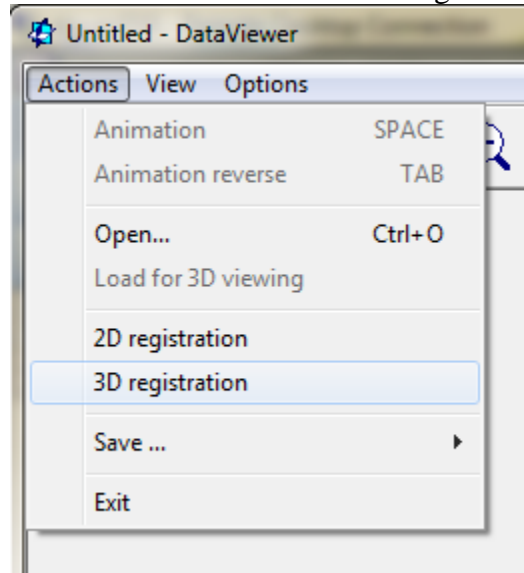 Untitled - DataViewer
Actions View Options
Animation SPACE
Animation reverse TAB
Open... Ctrl+O
Load for 3D viewing
2D registration
3D registration
Save ...
Exit